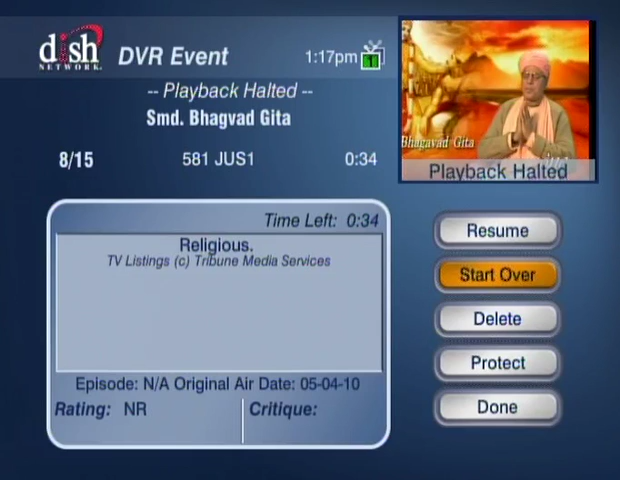 dish
NETWORK
DVR Event
1:17pm
1
-- Playback Halted --
Smd. Bhagvad Gita
8/15 581 JUS1 0:34
Bhagavad Gita
Playback Halted
Time Left: 0:34
Religious.
TV Listings (c) Tribune Media Services
Episode: N/A Original Air Date: 05-04-10
Rating: NR Critique:
Resume
Start Over
Delete
Protect
Done